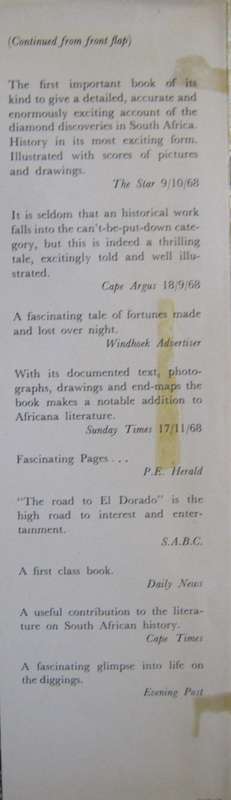 (Continued from front flap)
The first important book of its
kind to give a detailed, accurate and
enormously exciting account of the
diamond discoveries in South Africa.
History in its most exciting form.
Illustrated with scores of pictures
and drawings.
The Star 9/10/68
It is seldom that an historical work
falls into the can't-be-put-down cate-
gory, but this is indeed a thrilling
tale, excitingly told and well illu-
strated.
Cape Argus 18/9/68
A fascinating tale of fortunes made
and lost over night.
Windhoek Advertiser
With its documented text, photo-
graphs, drawings and end-maps the
book makes a notable addition to
Africana literature.
Sunday Times 17/11/68
Fascinating Pages . . .
P.E. Herald
"The road to El Dorado" is the
high road to interest and enter-
tainment.
S.A.B.C.
A first class book.
Daily News
A useful contribution to the litera-
ture on South African history.
Cape Times
A fascinating glimpse into life on
the diggings.
Evening Post